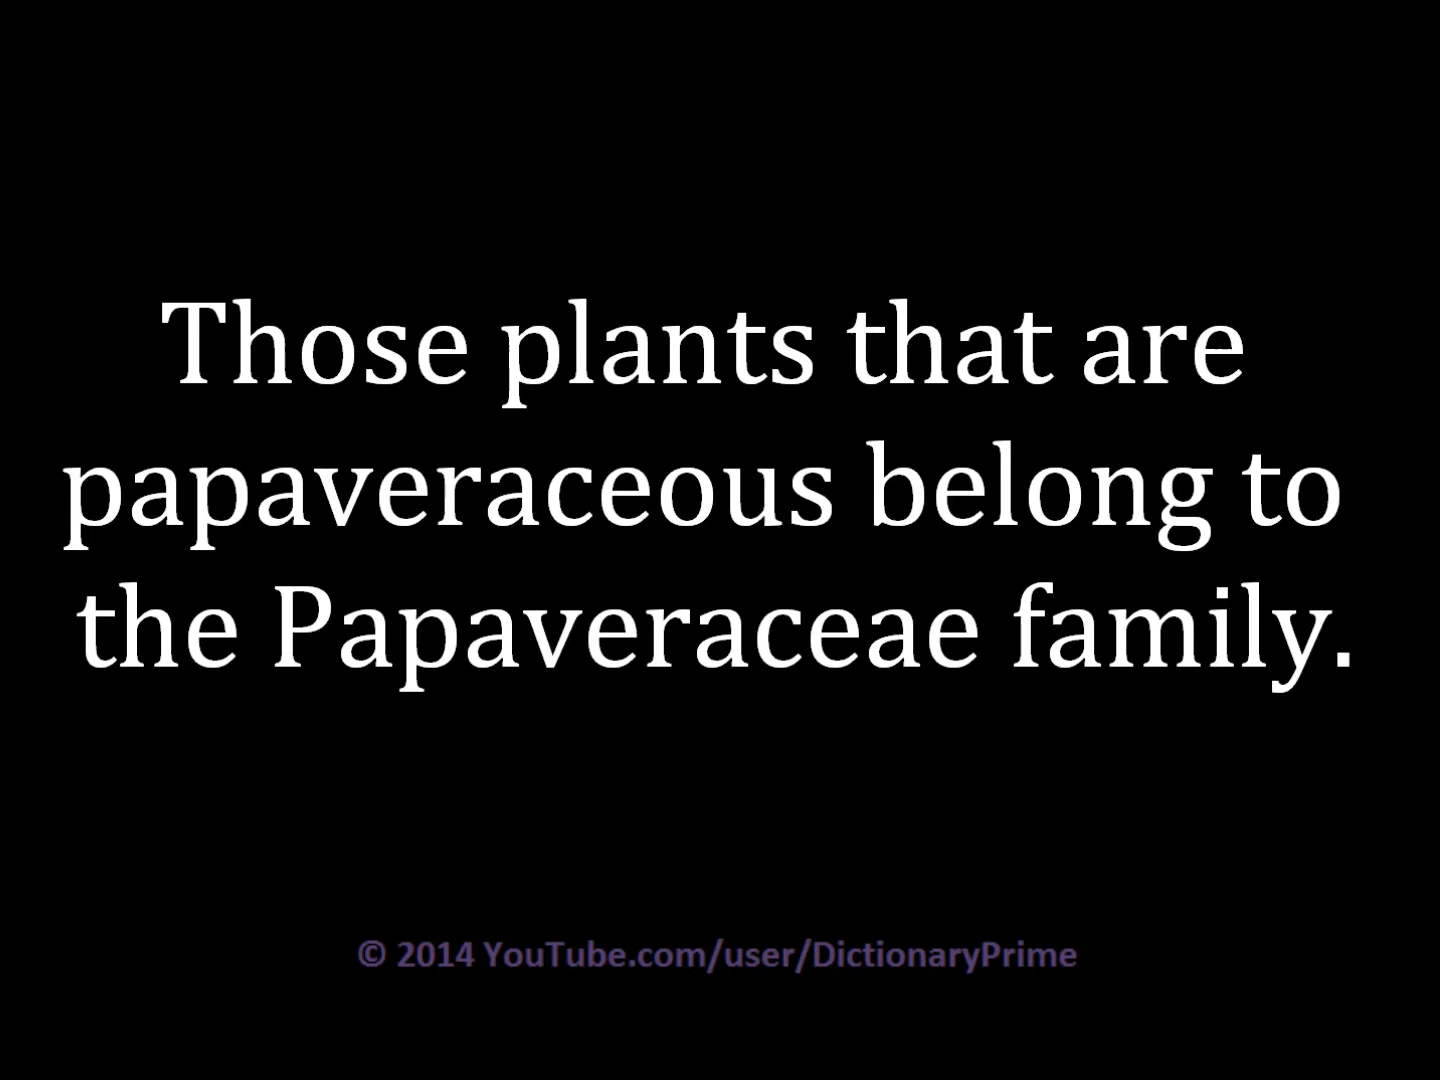 Those plants that are
papaveraceous belong to
the Papaveraceae family.
© 2014 YouTube.com/user/DictionaryPrime